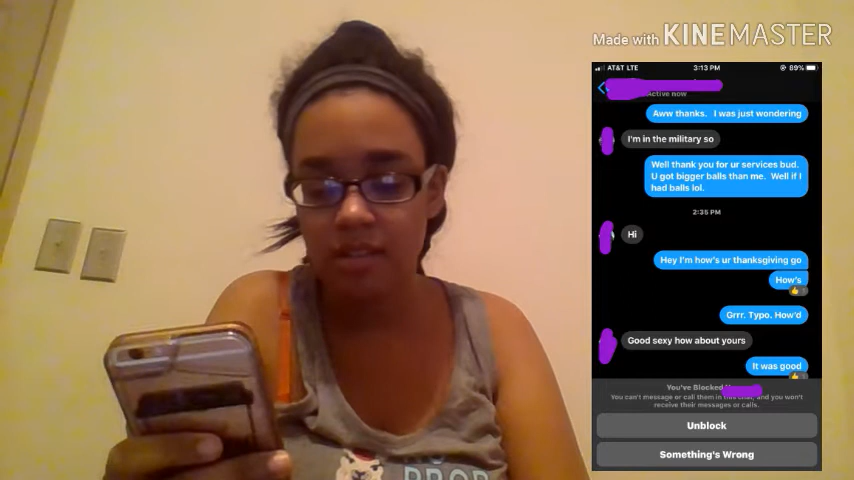 Made with KINEMASTER
AT&T LTE 3:13 PM 89%
Active now
Aww thanks. I was just wondering
I'm in the military so
Well thank you for ur services bud.
U got bigger balls than me. Well if I
had balls lol.
2:35 PM
Hi
Hey I'm how's ur thanksgiving go
How's
Grrr. Typo. How'd
Good sexy how about yours
It was good
You've Blocked
You can't message or call them in this chat, and you won't
receive their messages or calls.
Unblock
Something's Wrong
PROB